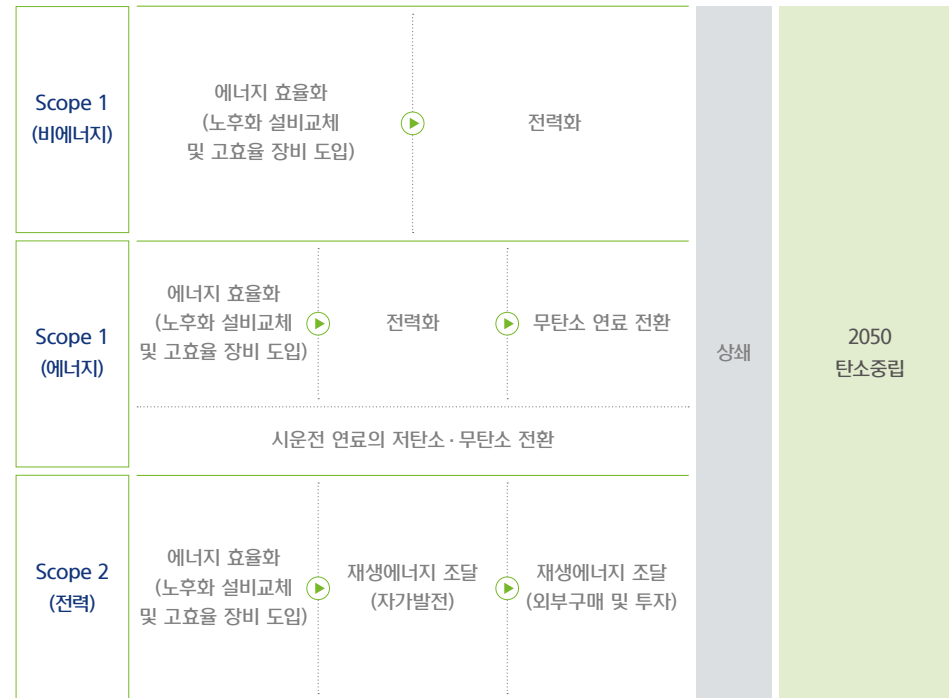 Scope 1
(비에너지)
에너지 효율화
(노후화 설비교체
및 고효율 장비 도입)
전력화
Scope 1
(에너지)
에너지 효율화
(노후화 설비교체
및 고효율 장비 도입)
전력화
무탄소 연료 전환
시운전 연료의 저탄소 · 무탄소 전환
Scope 2
(전력)
에너지 효율화
(노후화 설비교체
및 고효율 장비 도입)
재생에너지 조달
(자가발전)
재생에너지 조달
(외부구매 및 투자)
상쇄
2050
탄소중립